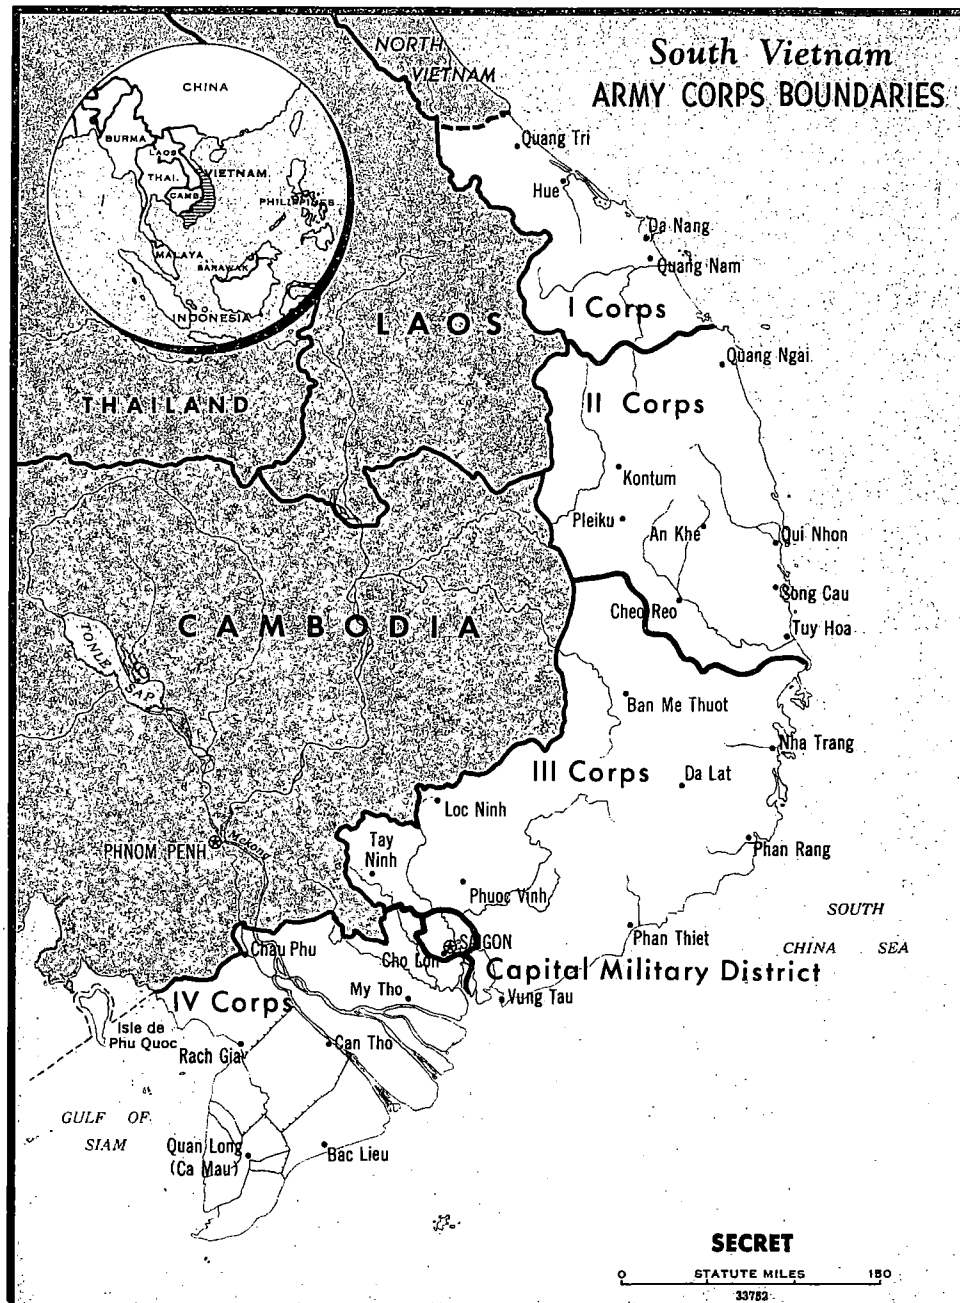 South Vietnam
ARMY CORPS BOUNDARIES
NORTH
VIETNAM
CHINA
BURMA
LAOS
THAI.
VIETNAM
CAMB
PHILIPPINES
MALAYA
SARAWAK
INDONESIA
Quang Tri
Hue
Da Nang
Quang Nam
I Corps
LAOS
Quang Ngai
THAILAND
II Corps
Kontum
Pleiku
An Khe
Qui Nhon
Song Cau
Cheo Reo
Tuy Hoa
CAMBODIA
TONLE
SAP
Ban Me Thuot
Nha Trang
III Corps
Da Lat
Loc Ninh
Tay
Ninh
PHNOM PENH
Mekong
Phan Rang
Phuoc Vinh
SOUTH
CHINA SEA
Phan Thiet
SAIGON
Chau Phu
Cho Lon
Capital Military District
My Tho
Vung Tau
IV Corps
Isle de
Phu Quoc
Rach Gia
Can Tho
GULF OF
SIAM
Quan Long
(Ca Mau)
Bac Lieu
SECRET
0 STATUTE MILES 150
33752